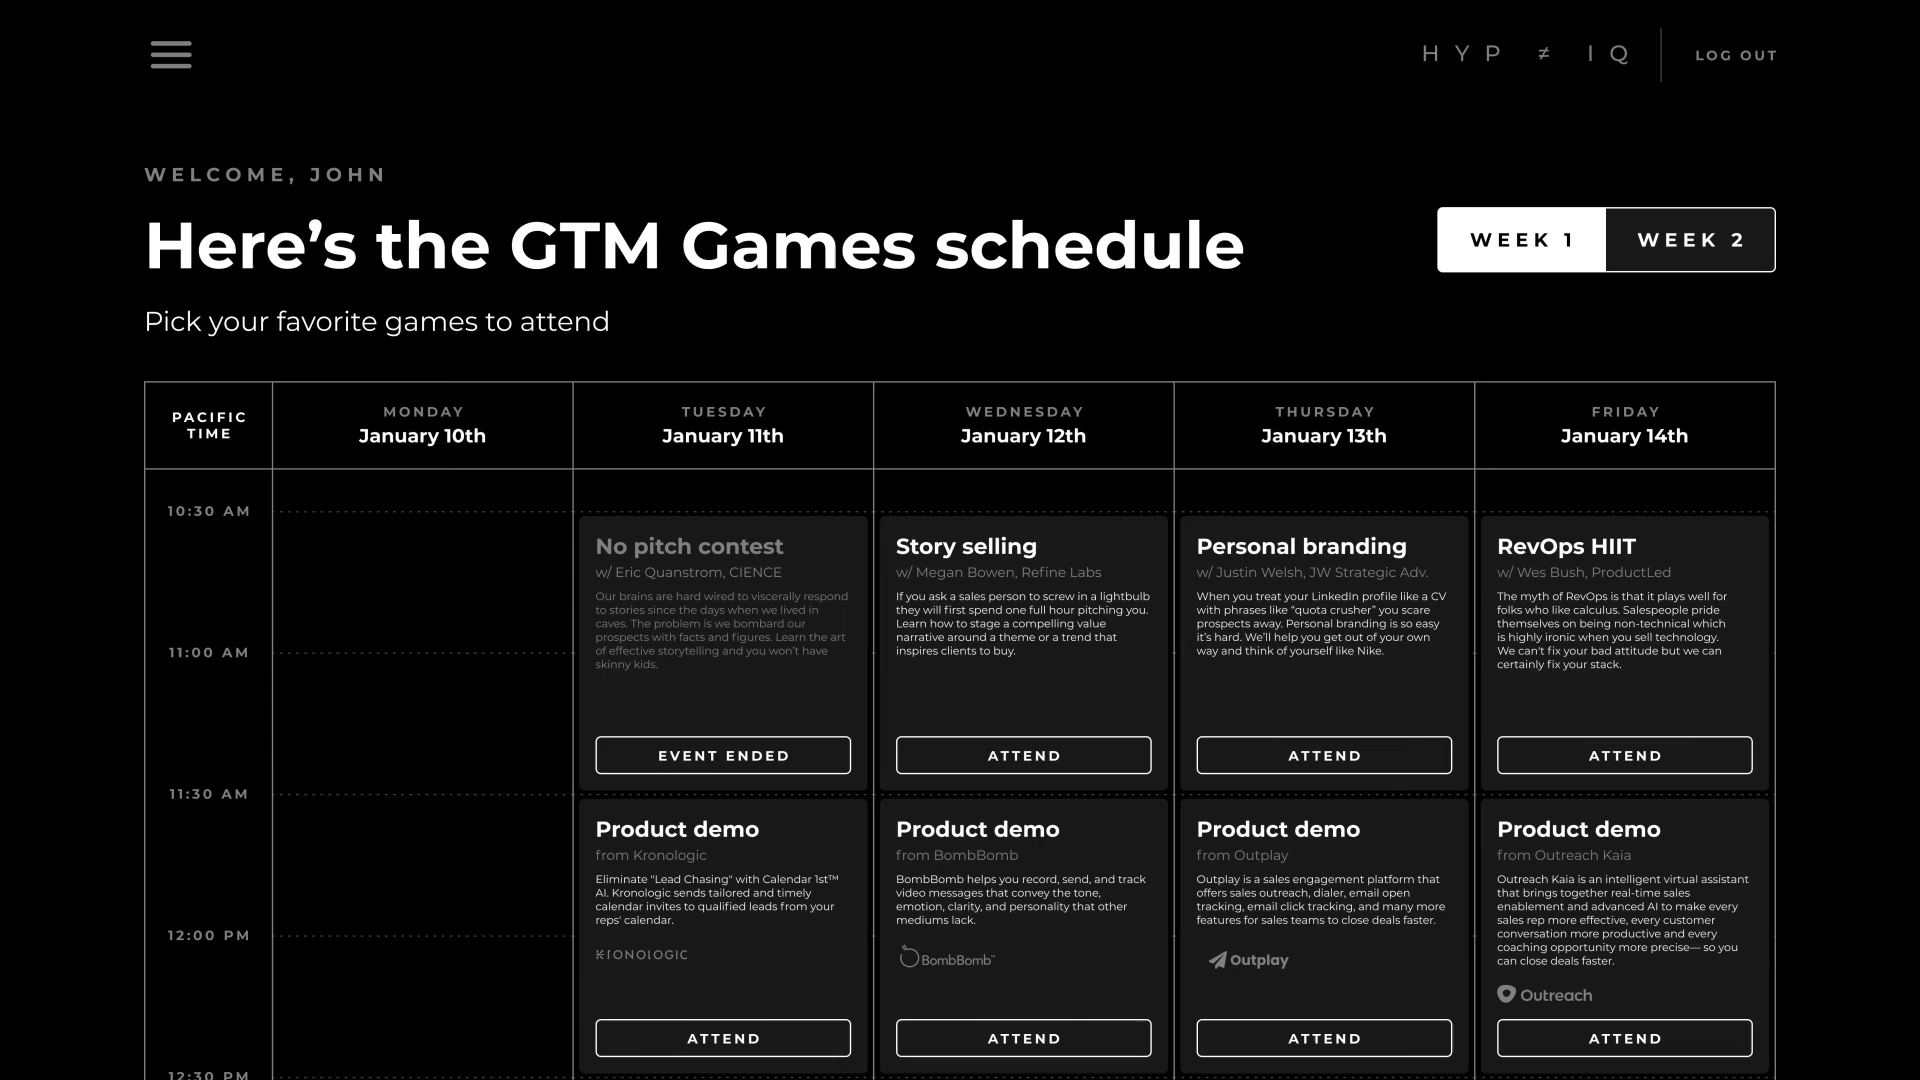 HYP ≠ IQ
LOG OUT
WELCOME, JOHN
Here’s the GTM Games schedule
WEEK 1
WEEK 2
Pick your favorite games to attend
PACIFIC
TIME
MONDAY
January 10th
TUESDAY
January 11th
WEDNESDAY
January 12th
THURSDAY
January 13th
FRIDAY
January 14th
10:30 AM
No pitch contest
w/ Eric Quanstrom, CIENCE
Our brains are hard wired to viscerally respond
to stories since the days when we lived in
caves. The problem is we bombard our
prospects with facts and figures. Learn the art
of effective storytelling and you won’t have
skinny kids.
EVENT ENDED
Story selling
w/ Megan Bowen, Refine Labs
If you ask a sales person to screw in a lightbulb
they will first spend one full hour pitching you.
Learn how to stage a compelling value
narrative around a theme or a trend that
inspires clients to buy.
ATTEND
Personal branding
w/ Justin Welsh, JW Strategic Adv.
When you treat your LinkedIn profile like a CV
with phrases like “quota crusher” you scare
prospects away. Personal branding is so easy
it’s hard. We’ll help you get out of your own
way and think of yourself like Nike.
ATTEND
RevOps HIIT
w/ Wes Bush, ProductLed
The myth of RevOps is that it plays well for
folks who like calculus. Salespeople pride
themselves on being non-technical which
is highly ironic when you sell technology.
We can't fix your bad attitude but we can
certainly fix your stack.
ATTEND
11:00 AM
11:30 AM
Product demo
from Kronologic
Eliminate "Lead Chasing" with Calendar 1st™
AI. Kronologic sends tailored and timely
calendar invites to qualified leads from your
reps' calendar.
KRONOLOGIC
ATTEND
Product demo
from BombBomb
BombBomb helps you record, send, and track
video messages that convey the tone,
emotion, clarity, and personality that other
mediums lack.
BombBomb™
ATTEND
Product demo
from Outplay
Outplay is a sales engagement platform that
offers sales outreach, dialer, email open
tracking, email click tracking, and many more
features for sales teams to close deals faster.
Outplay
ATTEND
Product demo
from Outreach Kaia
Outreach Kaia is an intelligent virtual assistant
that brings together real-time sales
enablement and advanced AI to make every
sales rep more effective, every customer
conversation more productive and every
coaching opportunity more precise— so you
can close deals faster.
Outreach
ATTEND
12:00 PM
12:30 PM